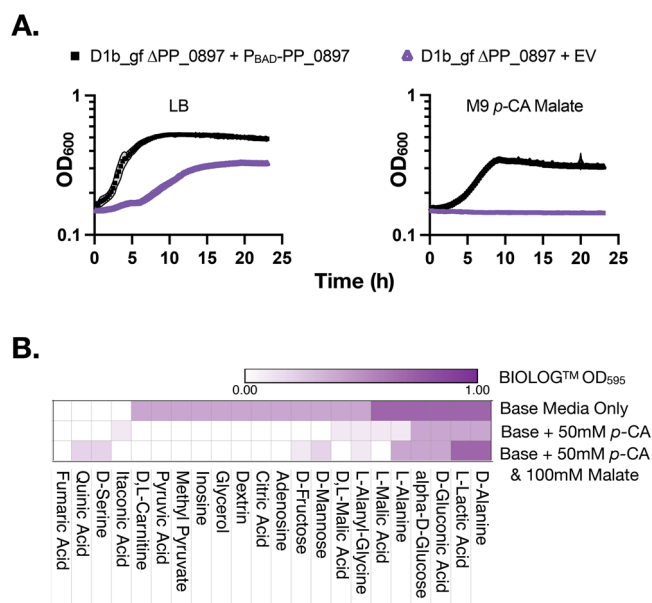 A.
D1b_gf ΔPP_0897 + PBAD-PP_0897
D1b_gf ΔPP_0897 + EV
LB
M9 p-CA Malate
1
OD600
0.1
0 5 10 15 20 25
1
OD600
0.1
0 5 10 15 20 25
Time (h)
B.
0.00
1.00
BIOLOG™ OD595
Base Media Only
Base + 50mM p-CA
Base + 50mM p-CA
& 100mM Malate
Fumaric Acid
Quinic Acid
D-Serine
Itaconic Acid
D,L-Carnitine
Pyruvic Acid
Methyl Pyruvate
Inosine
Glycerol
Dextrin
Citric Acid
Adenosine
D-Fructose
D-Mannose
D,L-Malic Acid
L-Alanyl-Glycine
L-Malic Acid
L-Alanine
alpha-D-Glucose
D-Gluconic Acid
L-Lactic Acid
D-Alanine